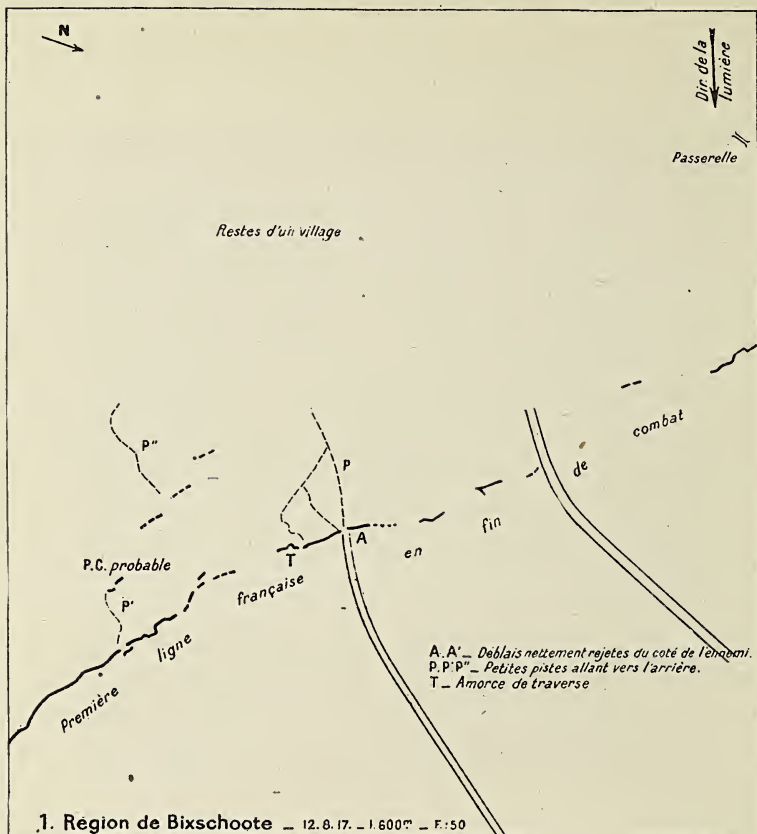 N
Dir. de la
lumière
Passerelle
Restes d'un village
P"
P
combat
de
fin
en
A
T
P.C. probable
P'
française
ligne
Première
A.A'_ Déblais nettement rejetes du coté de l'ennemi.
P.P'P"_ Petites pistes allant vers l'arrière.
T_ Amorce de traverse
1. Région de Bixschoote _ 12.8.17. _ 1.600m _ F:50